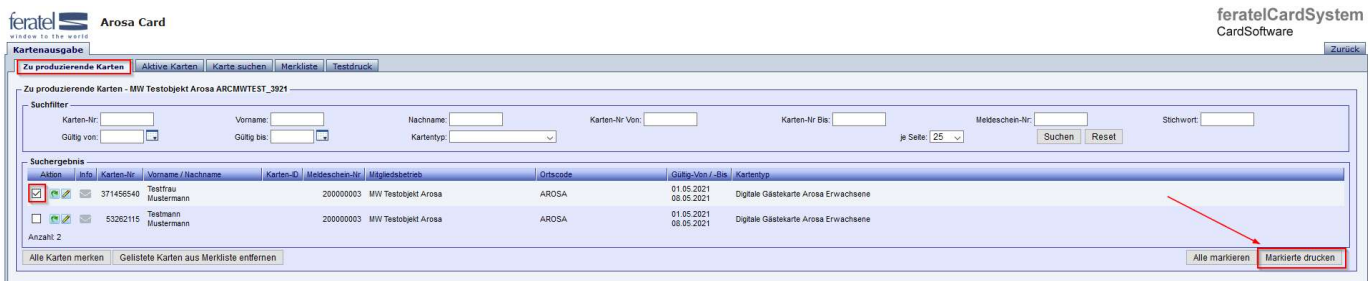 feratel
window to the world
Arosa Card
feratelCardSystem
CardSoftware
Kartenausgabe
Zurück
Zu produzierende Karten Aktive Karten Karte suchen Merkliste Testdruck
Zu produzierende Karten - MW Testobjekt Arosa ARCMWTEST_3921
Suchfilter
Karten-Nr: Vorname: Nachname: Karten-Nr Von: Karten-Nr Bis: Meldeschein-Nr: Stichwort:
Gültig von: Gültig bis: Kartentyp: je Seite: 25 Suchen Reset
Suchergebnis
Aktion Info Karten-Nr Vorname / Nachname Karten-ID Meldeschein-Nr Mitgliedsbetrieb Ortscode Gültig-Von / -Bis Kartentyp
371456540 Testfrau Mustermann 200000003 MW Testobjekt Arosa AROSA 01.05.2021 08.05.2021 Digitale Gästekarte Arosa Erwachsene
53262115 Testmann Mustermann 200000003 MW Testobjekt Arosa AROSA 01.05.2021 08.05.2021 Digitale Gästekarte Arosa Erwachsene
Anzahl: 2
Alle Karten merken Gelistete Karten aus Merkliste entfernen Alle markieren Markierte drucken